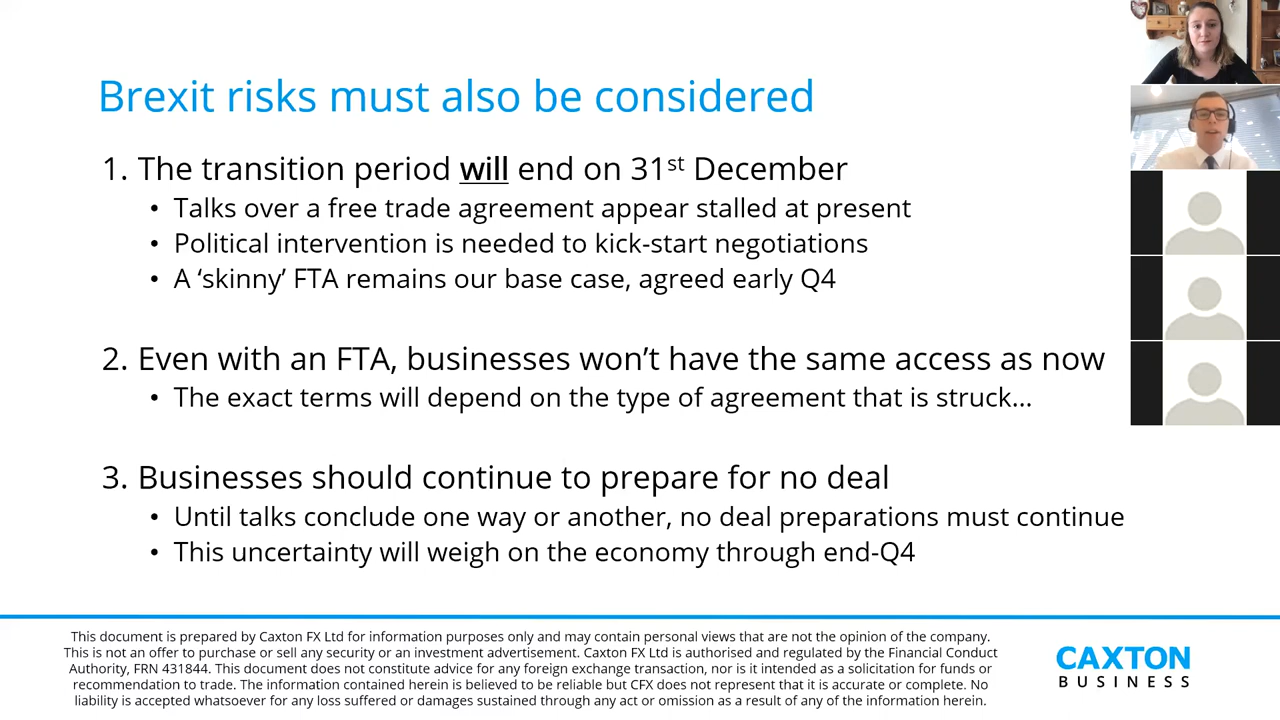 Brexit risks must also be considered
1. The transition period will end on 31st December
• Talks over a free trade agreement appear stalled at present
• Political intervention is needed to kick-start negotiations
• A ‘skinny’ FTA remains our base case, agreed early Q4
2. Even with an FTA, businesses won’t have the same access as now
• The exact terms will depend on the type of agreement that is struck...
3. Businesses should continue to prepare for no deal
• Until talks conclude one way or another, no deal preparations must continue
• This uncertainty will weigh on the economy through end-Q4
This document is prepared by Caxton FX Ltd for information purposes only and may contain personal views that are not the opinion of the company.
This is not an offer to purchase or sell any security or an investment advertisement. Caxton FX Ltd is authorised and regulated by the Financial Conduct
Authority, FRN 431844. This document does not constitute advice for any foreign exchange transaction, nor is it intended as a solicitation for funds or
recommendation to trade. The information contained herein is believed to be reliable but CFX does not represent that it is accurate or complete. No
liability is accepted whatsoever for any loss suffered or damages sustained through any act or omission as a result of any of the information herein.
CAXTON
BUSINESS